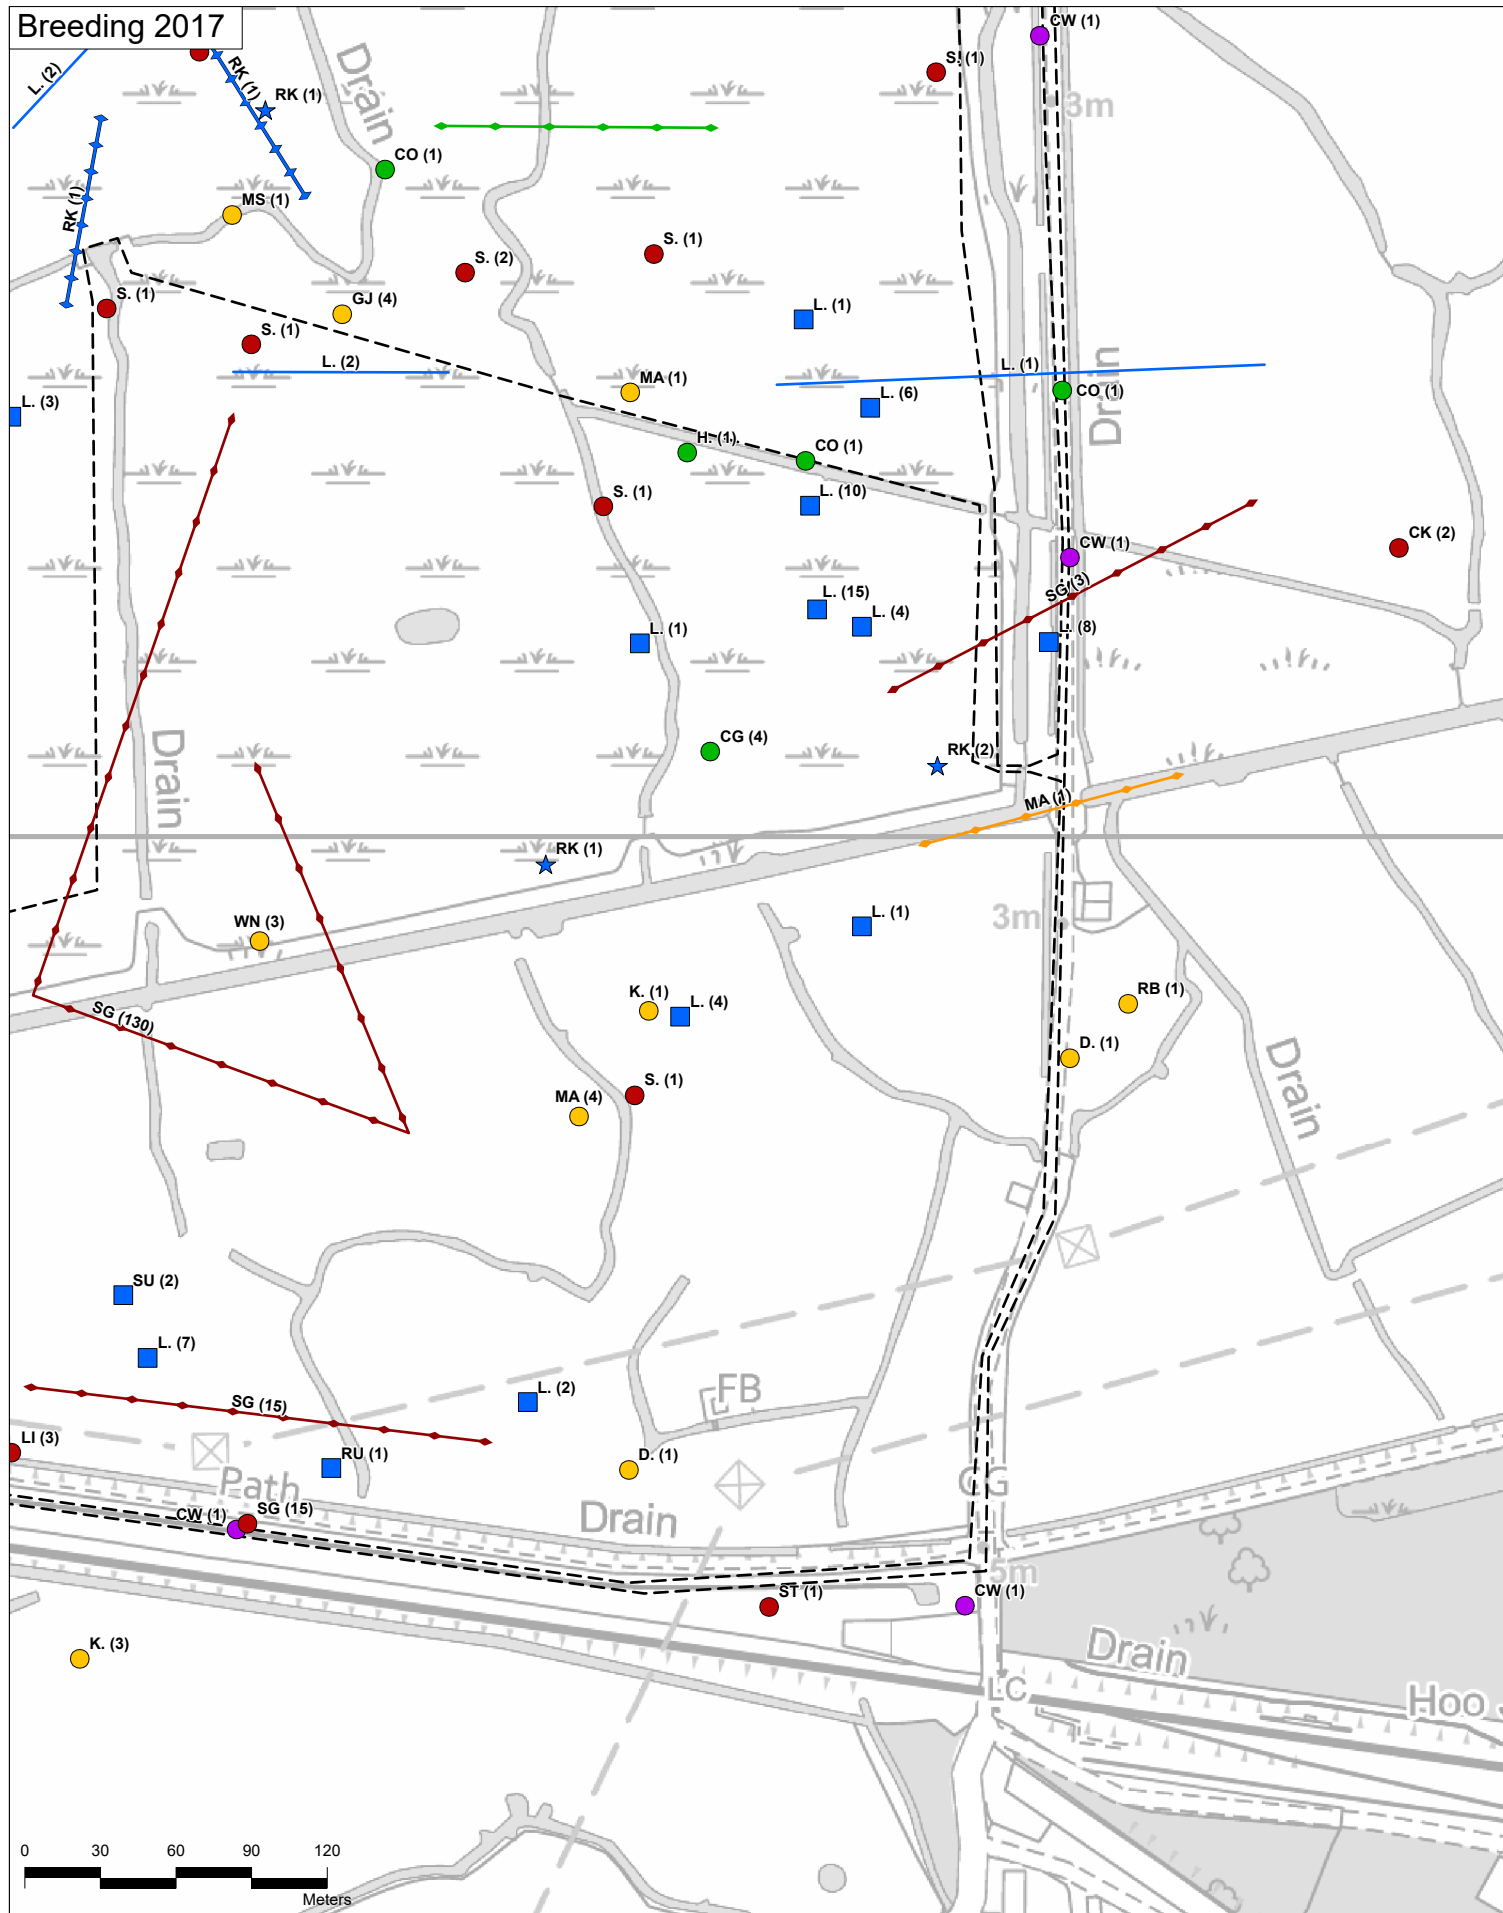 Breeding 2017
CW (1)
L. (2)
RK (1)
RK (1)
Drain
S. (1)
3m
CO (1)
RK (1)
MS (1)
S. (2)
S. (1)
S. (1)
GJ (4)
L. (1)
S. (1)
L. (2)
L. (1)
MA (1)
L. (6)
CO (1)
Drain
L. (3)
H. (1)
CO (1)
S. (1)
L. (10)
CW (1)
CK (2)
SG (3)
L. (15)
L. (4)
L. (1)
L. (8)
Drain
CG (4)
RK (2)
MA (1)
RK (1)
WN (3)
L. (1)
3m
K. (1)
L. (4)
RB (1)
SG (130)
D. (1)
S. (1)
MA (4)
Drain
SU (2)
L. (7)
L. (2)
FB
SG (15)
LI (3)
RU (1)
D. (1)
Path
CG
CW (1)
SG (15)
Drain
5m
ST (1)
CW (1)
K. (3)
Drain
LC
Hoo
0 30 60 90 120
Meters